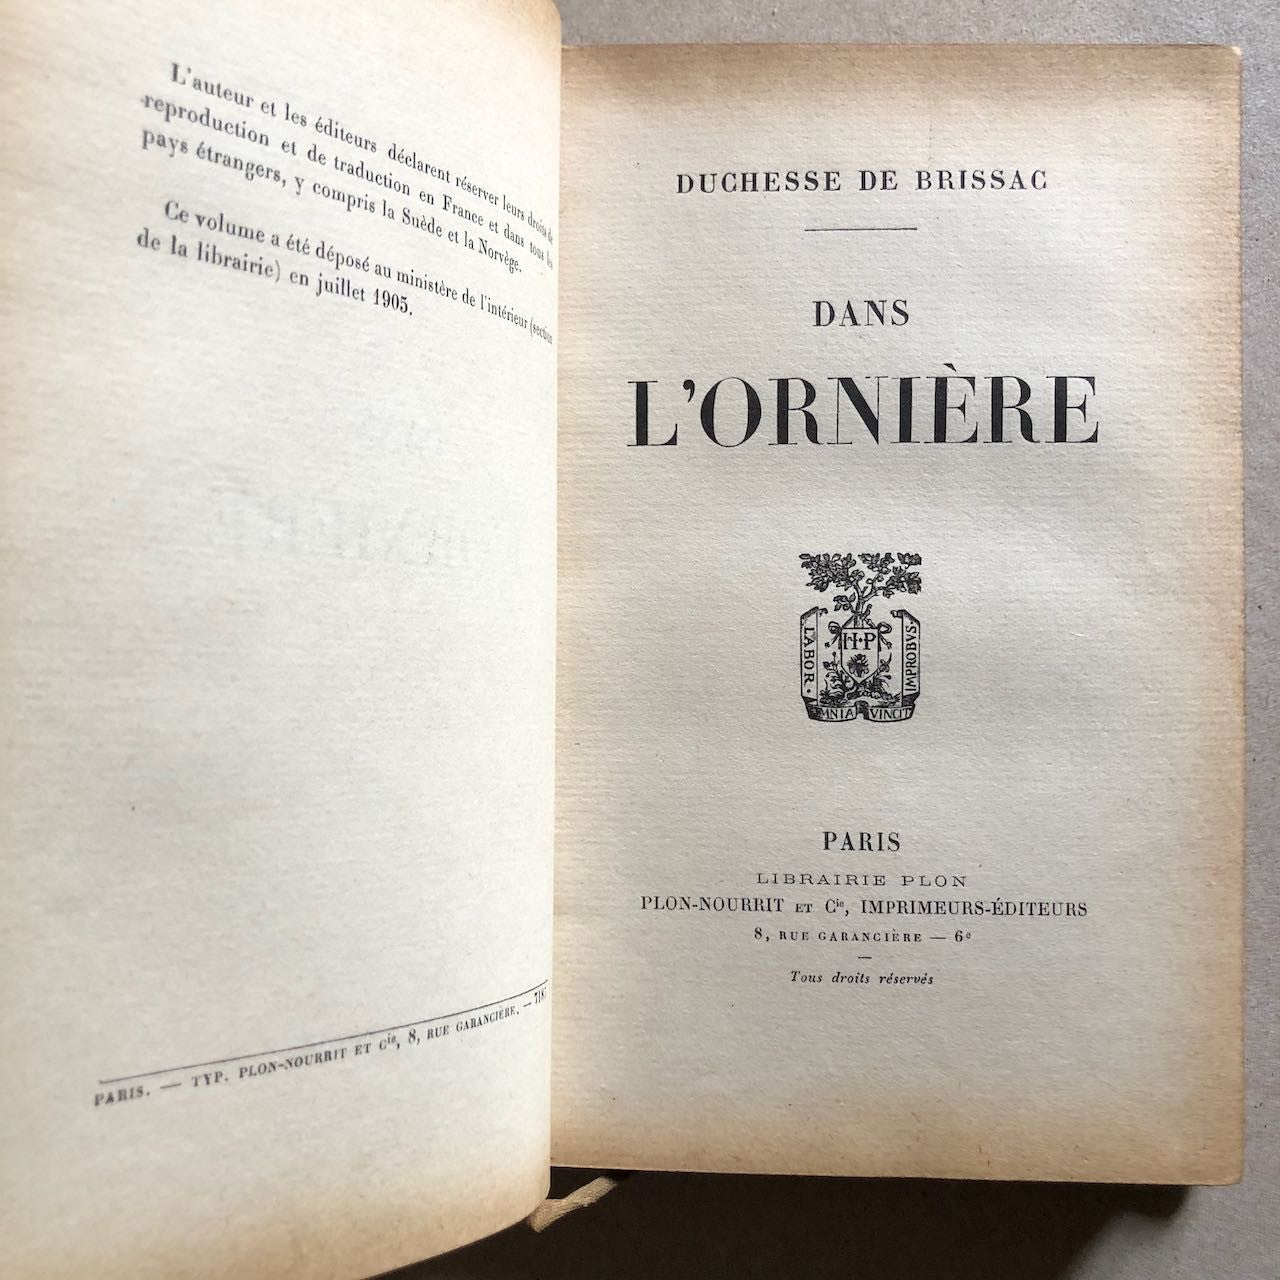 L'auteur et les éditeurs déclarent réserver leurs droits de
reproduction et de traduction en France et dans tous les
pays étrangers, y compris la Suède et la Norvège.
Ce volume a été déposé au ministère de l'intérieur (section
de la librairie) en juillet 1905.
PARIS. — TYP. PLON-NOURRIT ET Cie, 8, RUE GARANCIÈRE. —
DUCHESSE DE BRISSAC
DANS
L'ORNIÈRE
LABOR
H·P
IMPROBVS
OMNIA VINCIT
PARIS
LIBRAIRIE PLON
PLON-NOURRIT ET Cie, IMPRIMEURS-ÉDITEURS
8, RUE GARANCIÈRE — 6e
Tous droits réservés